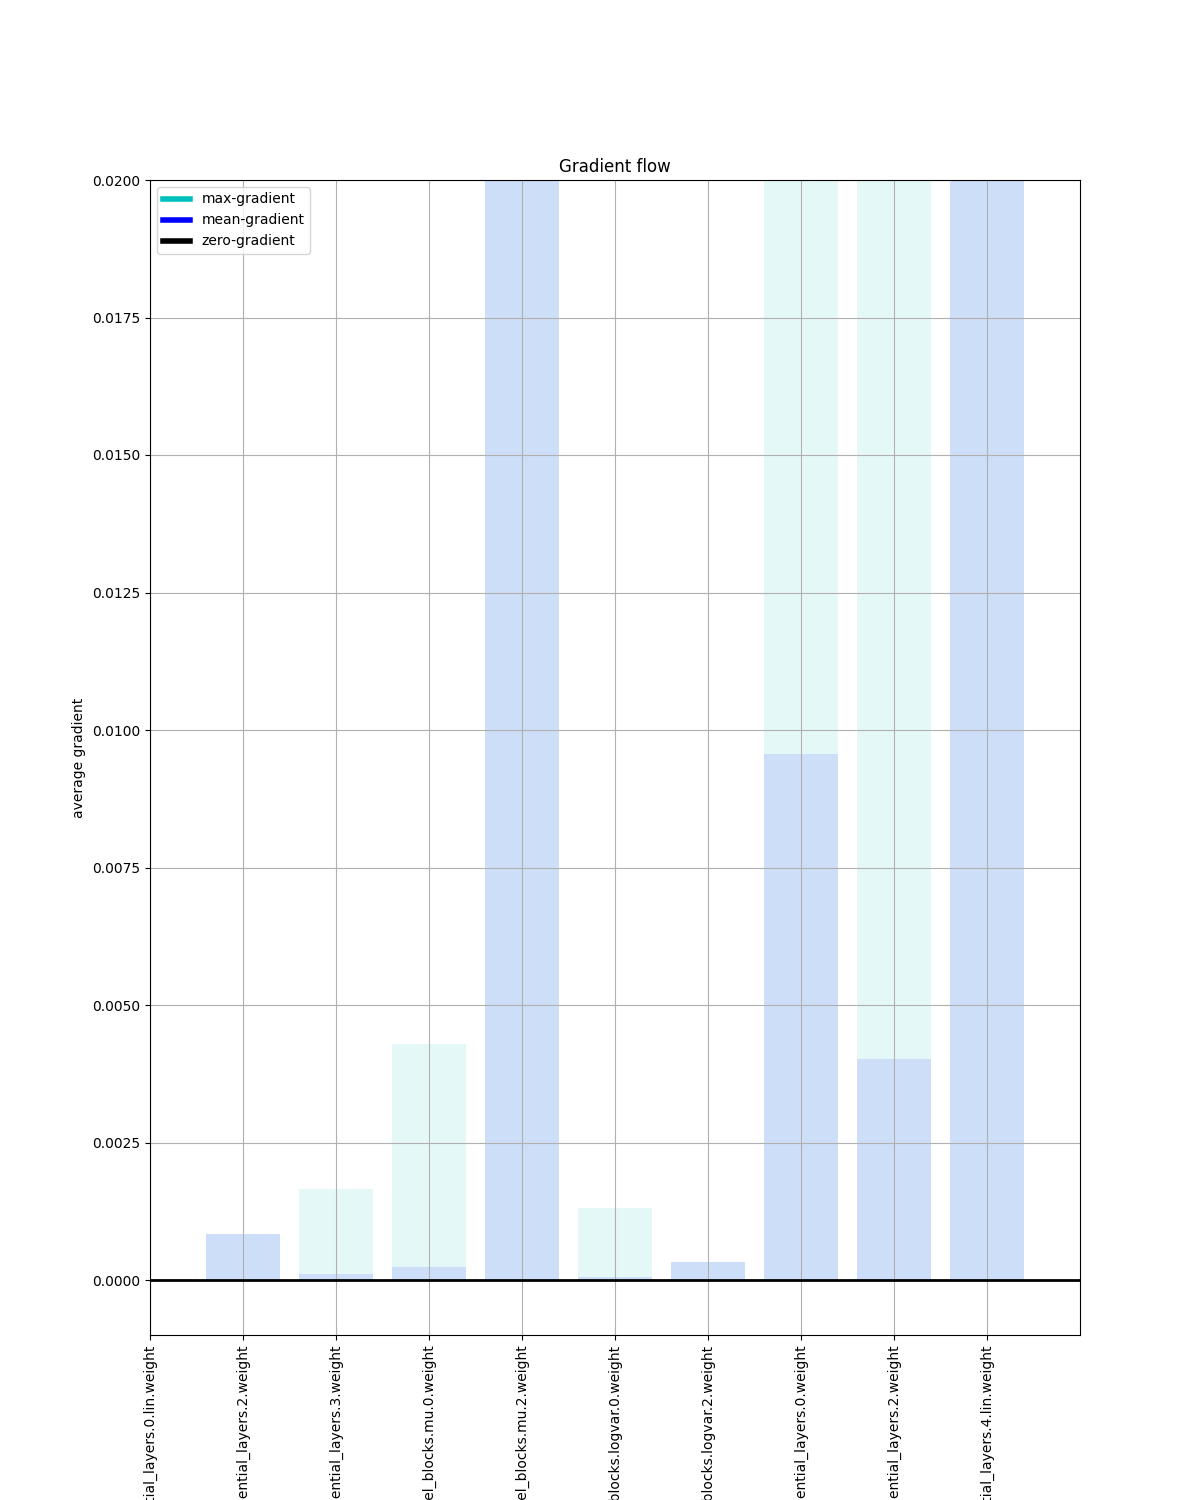 Gradient flow
max-gradient
mean-gradient
zero-gradient
0.0200
0.0175
0.0150
0.0125
0.0100
0.0075
0.0050
0.0025
0.0000
average gradient
tial_layers.0.lin.weight
ential_layers.2.weight
ential_layers.3.weight
el_blocks.mu.0.weight
el_blocks.mu.2.weight
blocks.logvar.0.weight
blocks.logvar.2.weight
ential_layers.0.weight
ential_layers.2.weight
tial_layers.4.lin.weight